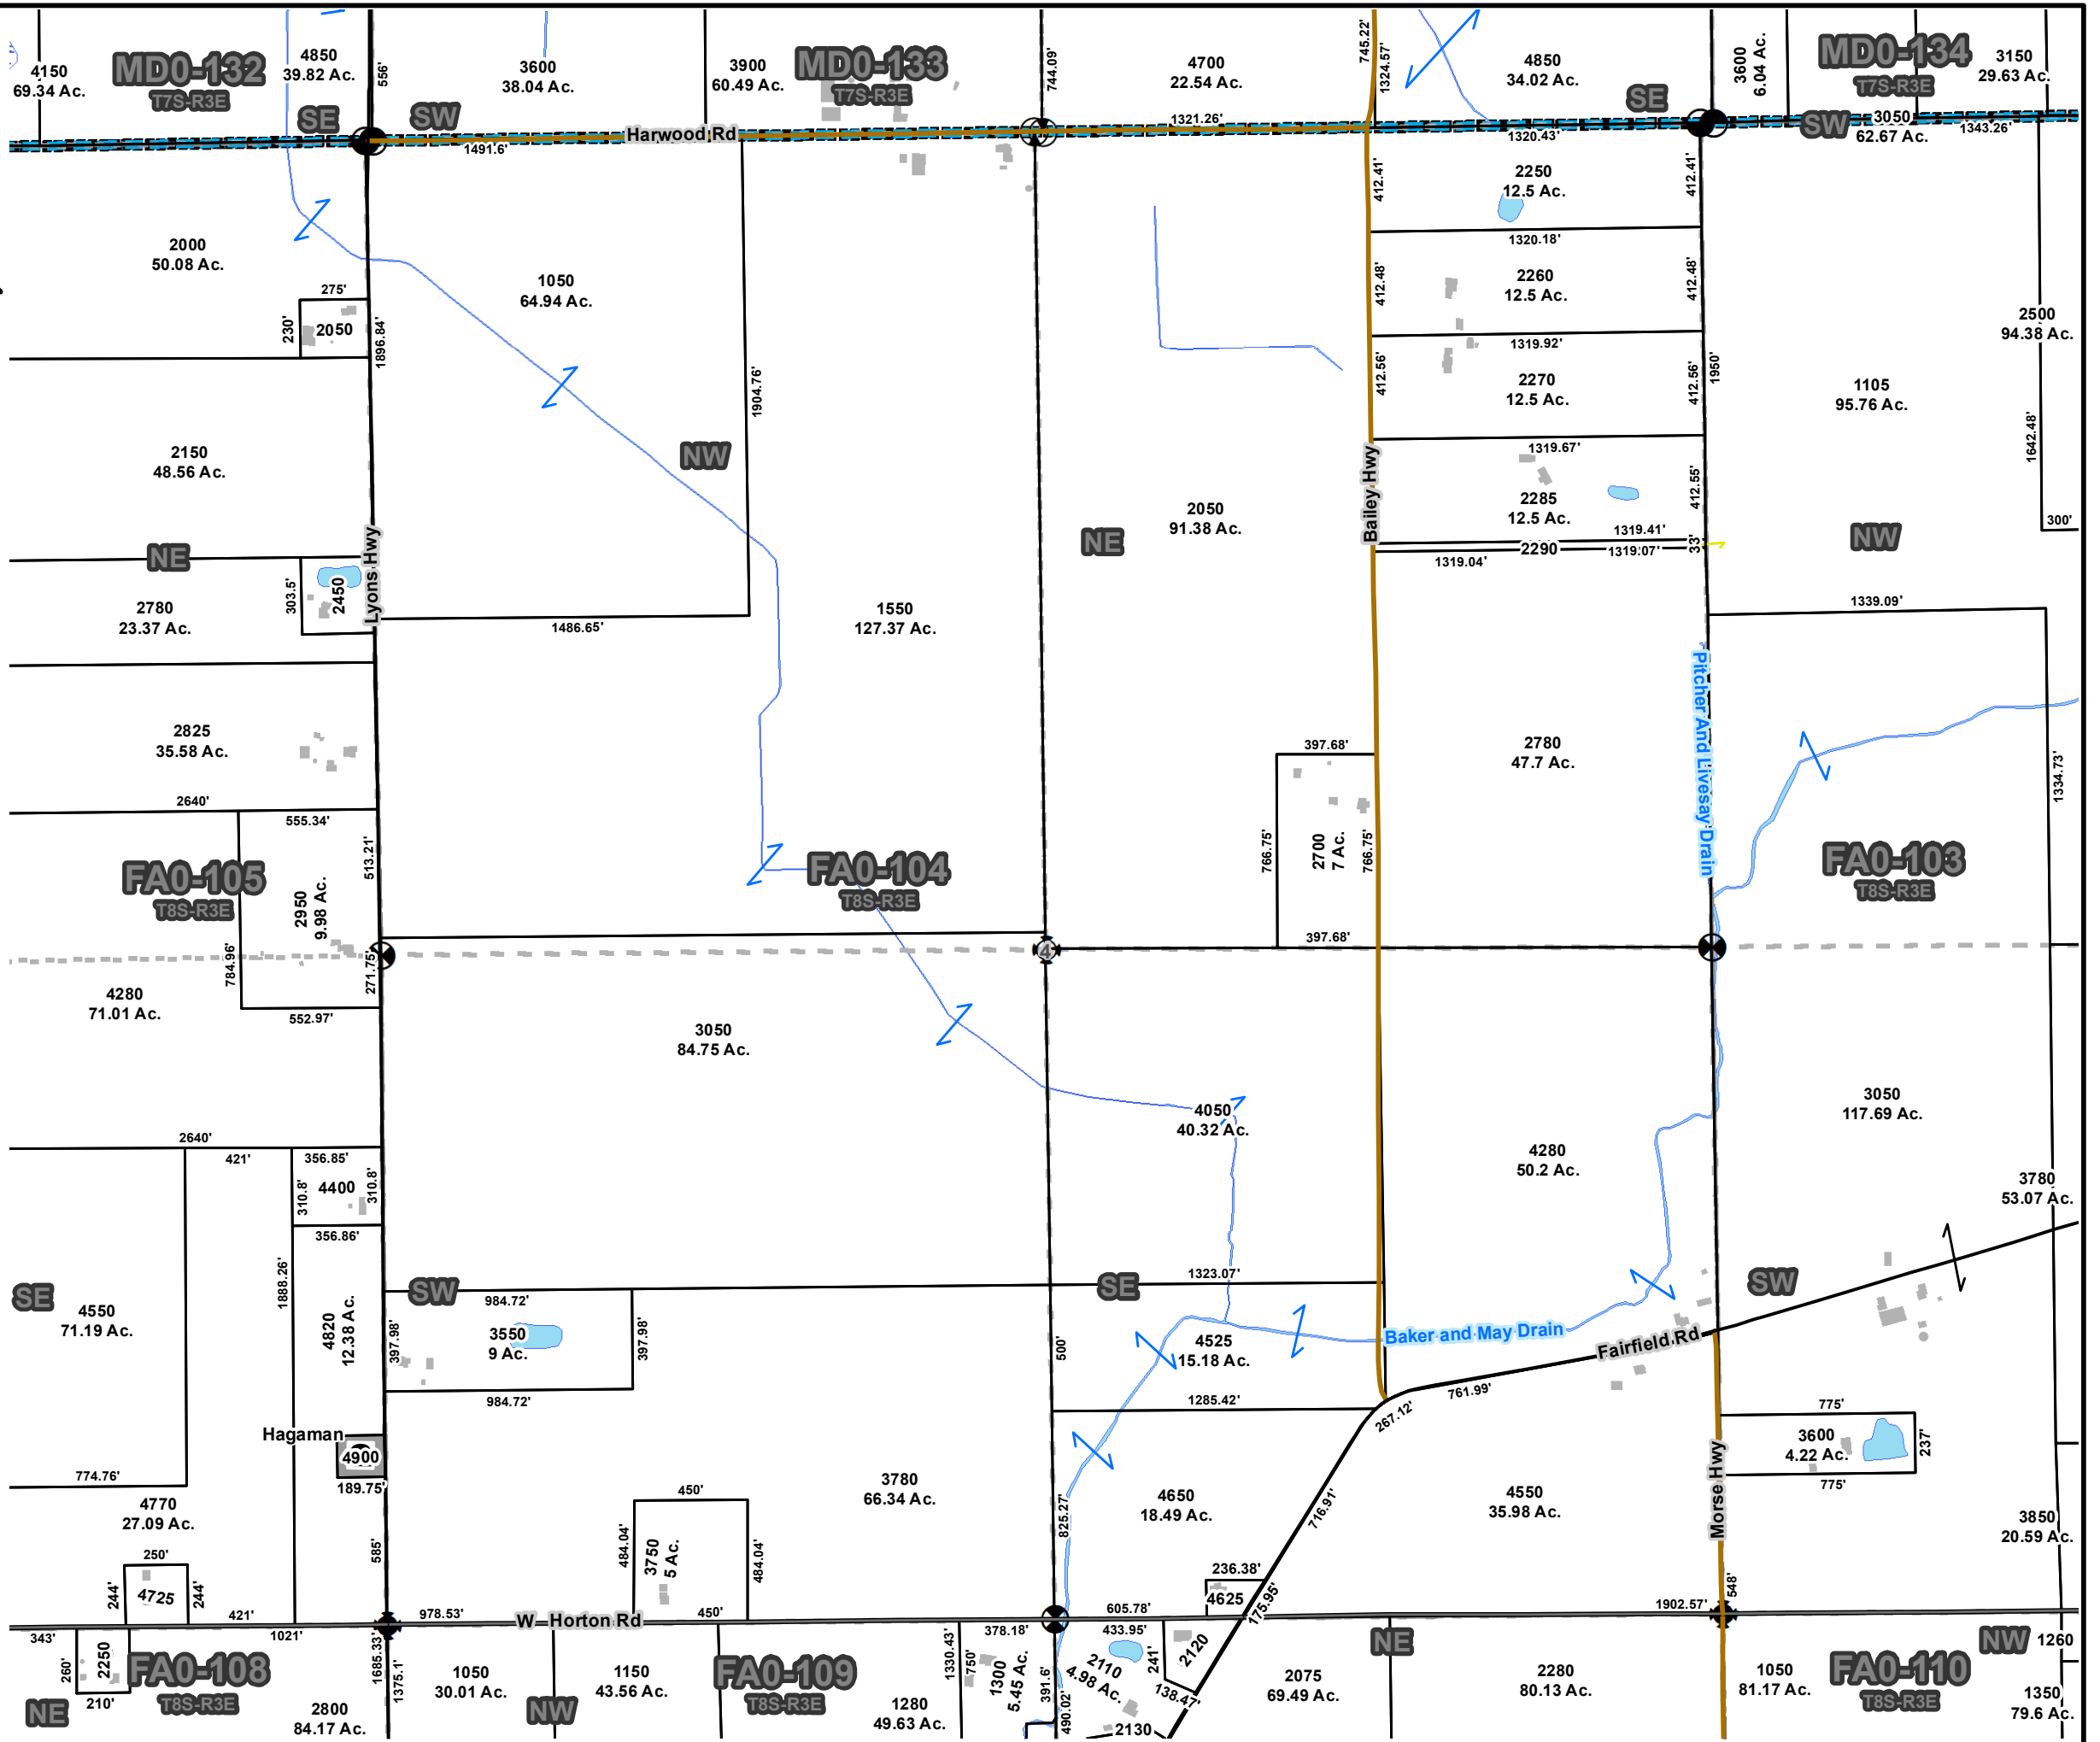 4150
69.34 Ac.
MD0-132
T7S-R3E
4850
39.82 Ac.
SE
556'
SW
3600
38.04 Ac.
3900
60.49 Ac.
MD0-133
T7S-R3E
744.09'
4700
22.54 Ac.
745.22'
1324.57'
4850
34.02 Ac.
SE
3600
6.04 Ac.
MD0-134
T7S-R3E
3150
29.63 Ac.
SW
3050
62.67 Ac.
1343.26'
Harwood Rd
1491.6'
1321.26'
1320.43'
2000
50.08 Ac.
275'
230'
2050
1896.84'
1050
64.94 Ac.
1904.76'
NW
412.41'
2250
12.5 Ac.
412.41'
1320.18'
412.48'
2260
12.5 Ac.
412.48'
1319.92'
412.56'
2270
12.5 Ac.
412.56'
1950'
1319.67'
2285
12.5 Ac.
412.55'
1319.41'
2290
33'
1319.04'
1319.07'
2500
94.38 Ac.
1105
95.76 Ac.
1642.48'
300'
NW
2150
48.56 Ac.
NE
Lyons Hwy
303.5'
2450
2780
23.37 Ac.
1486.65'
1550
127.37 Ac.
2050
91.38 Ac.
NE
Bailey Hwy
1339.09'
Pitcher And Livesay Drain
2825
35.58 Ac.
2640'
555.34'
513.21'
FA0-105
T8S-R3E
2950
9.98 Ac.
784.96'
271.75'
552.97'
4280
71.01 Ac.
FA0-104
T8S-R3E
4
397.68'
766.75'
2700
7 Ac.
766.75'
397.68'
2780
47.7 Ac.
1334.73'
FA0-103
T8S-R3E
3050
84.75 Ac.
4050
40.32 Ac.
4280
50.2 Ac.
3050
117.69 Ac.
3780
53.07 Ac.
2640'
421'
356.85'
310.8'
4400
310.8'
356.86'
1888.26'
SE
4550
71.19 Ac.
4820
12.38 Ac.
SW
984.72'
397.98'
3550
9 Ac.
397.98'
984.72'
SE
1323.07'
500'
4525
15.18 Ac.
1285.42'
Baker and May Drain
Fairfield Rd
761.99'
267.12'
SW
775'
3600
4.22 Ac.
237'
775'
Morse Hwy
Hagaman
4900
189.75'
774.76'
4770
27.09 Ac.
585'
250'
244'
4725
244'
421'
3780
66.34 Ac.
450'
484.04'
3750
5 Ac.
484.04'
825.27'
4650
18.49 Ac.
716.91'
236.38'
4625
175.95'
4550
35.98 Ac.
3850
20.59 Ac.
548'
1902.57'
978.53'
W Horton Rd
450'
605.78'
343'
1021'
260'
2250
210'
FA0-108
T8S-R3E
NE
2800
84.17 Ac.
1685.33'
1375.1'
1050
30.01 Ac.
NW
1150
43.56 Ac.
FA0-109
T8S-R3E
1280
49.63 Ac.
1330.43'
750'
378.18'
1300
5.45 Ac.
391.6'
490.02'
433.95'
2110
4.98 Ac.
241'
2120
138.47'
2130
2075
69.49 Ac.
NE
2280
80.13 Ac.
1050
81.17 Ac.
FA0-110
T8S-R3E
NW
1260
1350
79.6 Ac.